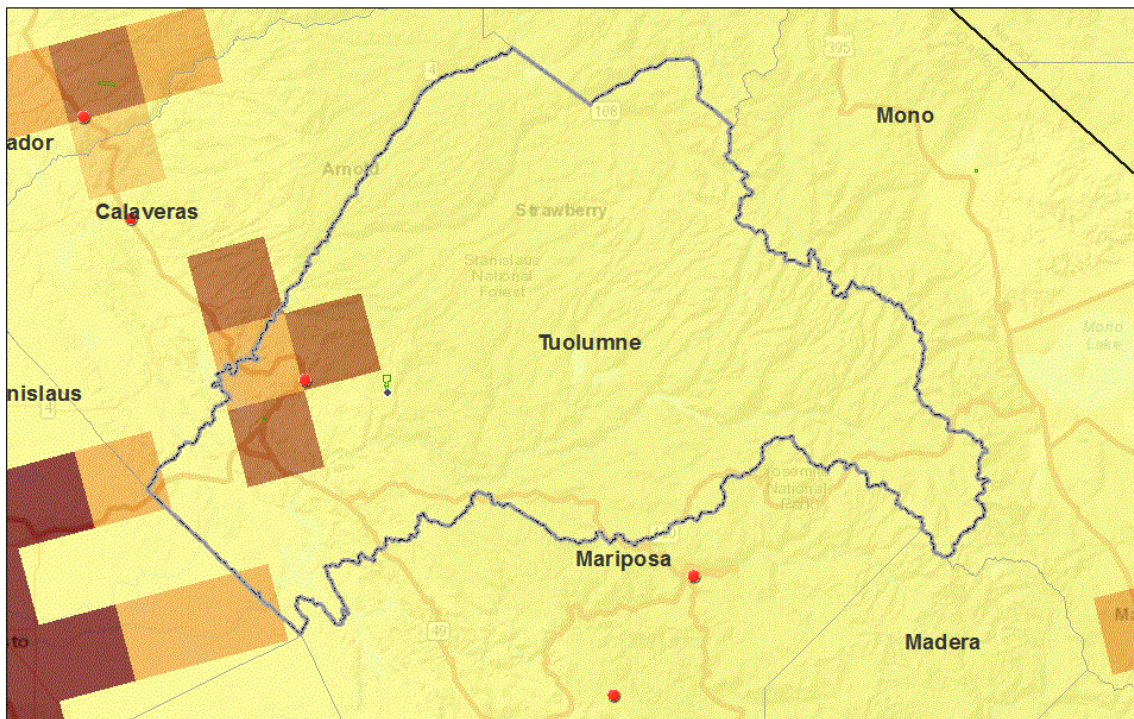 395
4
108
Mono
ador
Arnold
Calaveras
Strawberry
Stanislaus
National
Forest
Mono
Lake
Tuolumne
nislaus
4
Yosemite
National
Park
Mariposa
49
sto
Madera
Ma